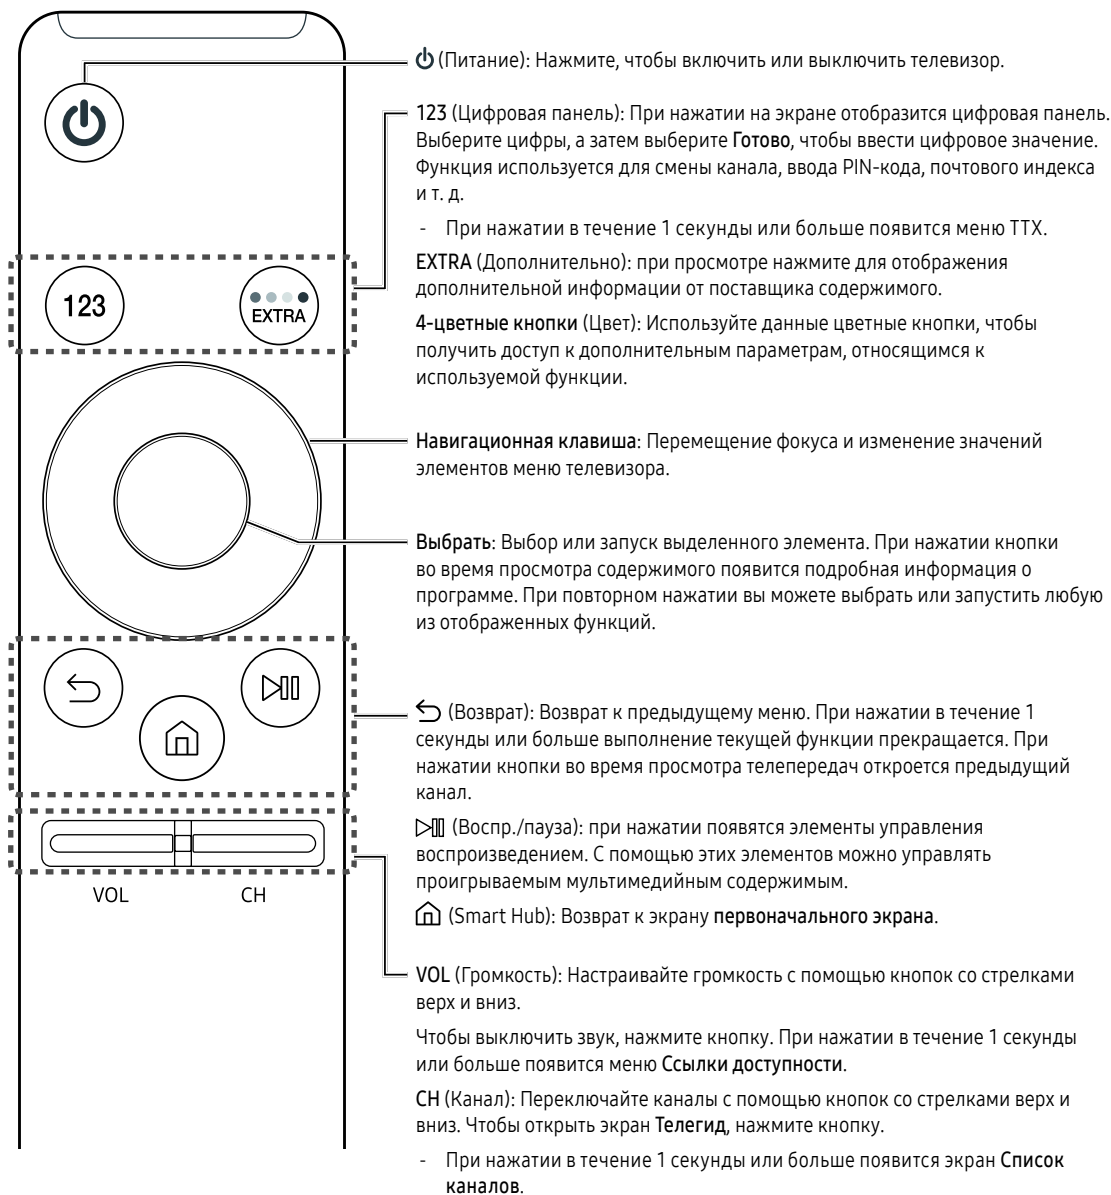 (Питание): Нажмите, чтобы включить или выключить телевизор.
123 (Цифровая панель): При нажатии на экране отобразится цифровая панель.
Выберите цифры, а затем выберите Готово, чтобы ввести цифровое значение.
Функция используется для смены канала, ввода PIN-кода, почтового индекса
и т. д.
- При нажатии в течение 1 секунды или больше появится меню TTX.
EXTRA (Дополнительно): при просмотре нажмите для отображения
дополнительной информации от поставщика содержимого.
4-цветные кнопки (Цвет): Используйте данные цветные кнопки, чтобы
получить доступ к дополнительным параметрам, относящимся к
используемой функции.
123
EXTRA
Навигационная клавиша: Перемещение фокуса и изменение значений
элементов меню телевизора.
Выбрать: Выбор или запуск выделенного элемента. При нажатии кнопки
во время просмотра содержимого появится подробная информация о
программе. При повторном нажатии вы можете выбрать или запустить любую
из отображенных функций.
(Возврат): Возврат к предыдущему меню. При нажатии в течение 1
секунды или больше выполнение текущей функции прекращается. При
нажатии кнопки во время просмотра телепередач откроется предыдущий
канал.
(Воспр./пауза): при нажатии появятся элементы управления
воспроизведением. С помощью этих элементов можно управлять
проигрываемым мультимедийным содержимым.
(Smart Hub): Возврат к экрану первоначального экрана.
VOL
CH
VOL (Громкость): Настраивайте громкость с помощью кнопок со стрелками
верх и вниз.
Чтобы выключить звук, нажмите кнопку. При нажатии в течение 1 секунды
или больше появится меню Ссылки доступности.
CH (Канал): Переключайте каналы с помощью кнопок со стрелками верх и
вниз. Чтобы открыть экран Телегид, нажмите кнопку.
- При нажатии в течение 1 секунды или больше появится экран Список
каналов.